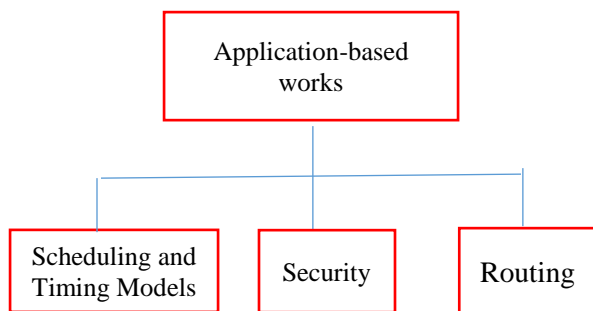 Application-based
works
Scheduling and
Timing Models
Security
Routing